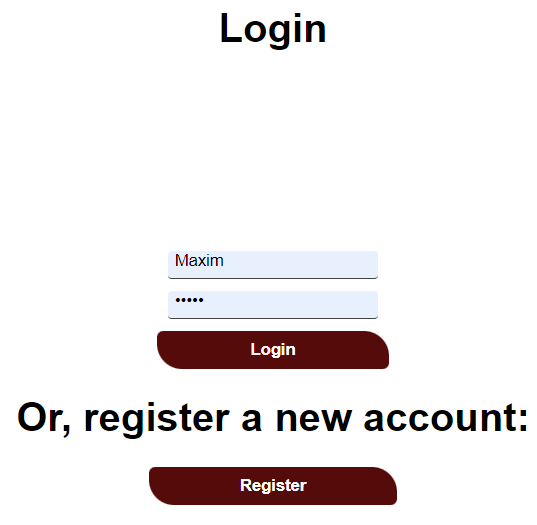 Login
Maxim
•••••
Login
Or, register a new account:
Register